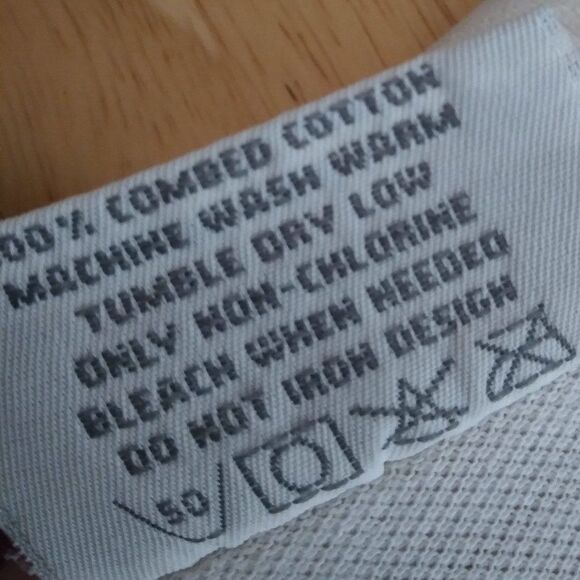 00% COMBED COTTON
MACHINE WASH WARM
TUMBLE DRY LOW
ONLY NON-CHLORINE
BLEACH WHEN NEEDED
DO NOT IRON DESIGN
50